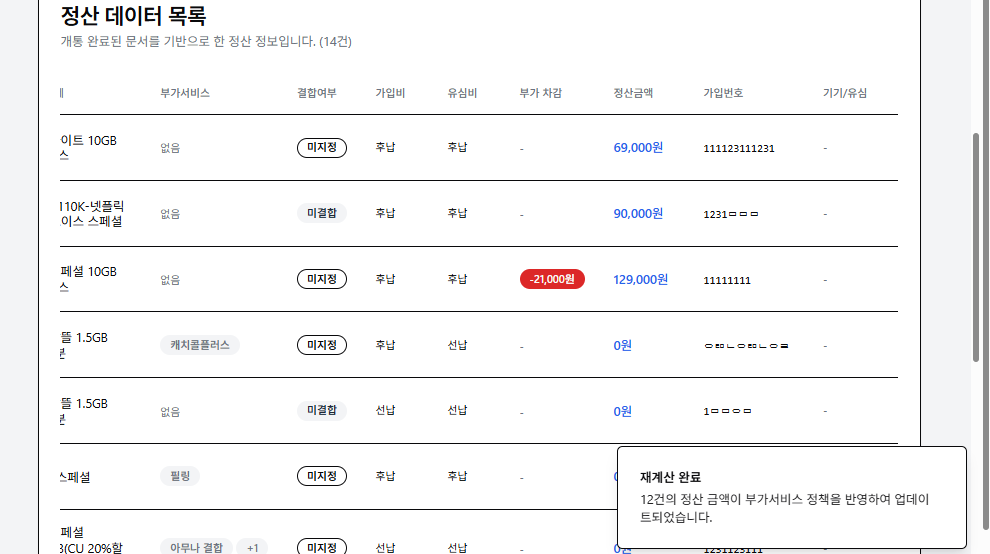 정산 데이터 목록
개통 완료된 문서를 기반으로 한 정산 정보입니다. (14건)
부가서비스 결합여부 가입비 유심비 부가 차감 정산금액 가입번호 기기/유심
이트 10GB
스
없음 미지정 후납 후납 - 69,000원 111123111231 -
110K-넷플릭
이스 스페셜
없음 미결합 후납 후납 - 90,000원 1231ㅁㅁㅁ -
페셜 10GB
스
없음 미지정 후납 후납 -21,000원 129,000원 11111111 -
뜰 1.5GB
캐치콜플러스 미지정 후납 선납 - 0원 -
뜰 1.5GB
없음 미결합 선납 선납 - 0원 1ㅁㅁㅇㅁ -
스페셜
필링 미지정 후납 후납 -
페셜
3(CU 20%할
아무나 결합 +1 미지정 선납 선납 - 0원 1231123111
재계산 완료
12건의 정산 금액이 부가서비스 정책을 반영하여 업데이
트되었습니다.